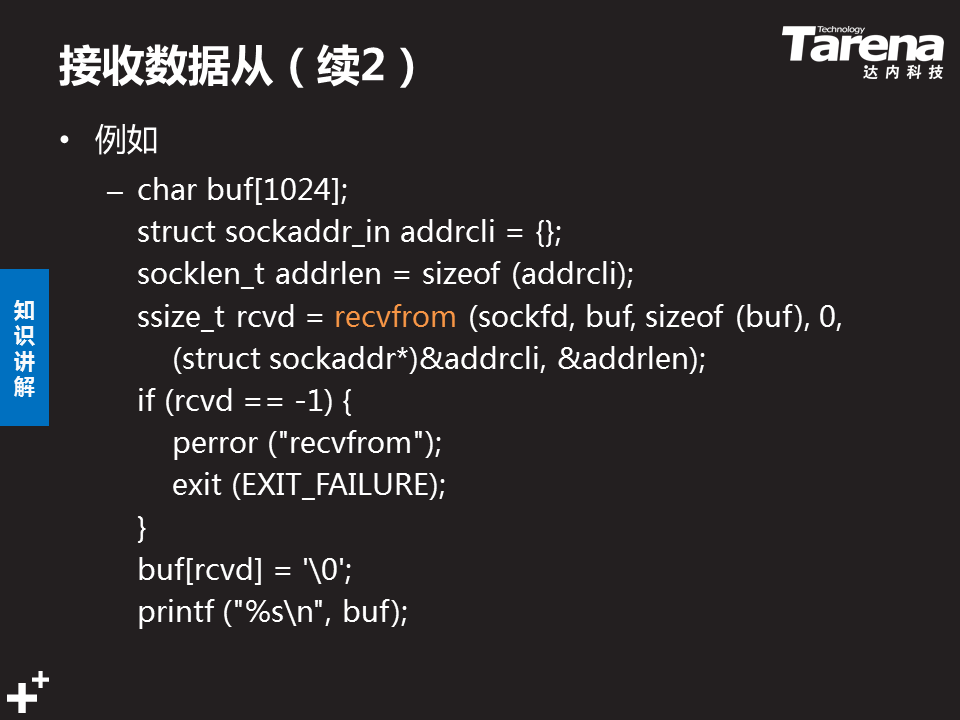 接收数据从（续2）
Technology
Tarena
达内科技
• 例如
– char buf[1024];
struct sockaddr_in addrcli = {};
socklen_t addrlen = sizeof (addrcli);
ssize_t rcvd = recvfrom (sockfd, buf, sizeof (buf), 0,
(struct sockaddr*)&addrcli, &addrlen);
if (rcvd == -1) {
perror ("recvfrom");
exit (EXIT_FAILURE);
}
buf[rcvd] = '\0';
printf ("%s\n", buf);
知识讲解